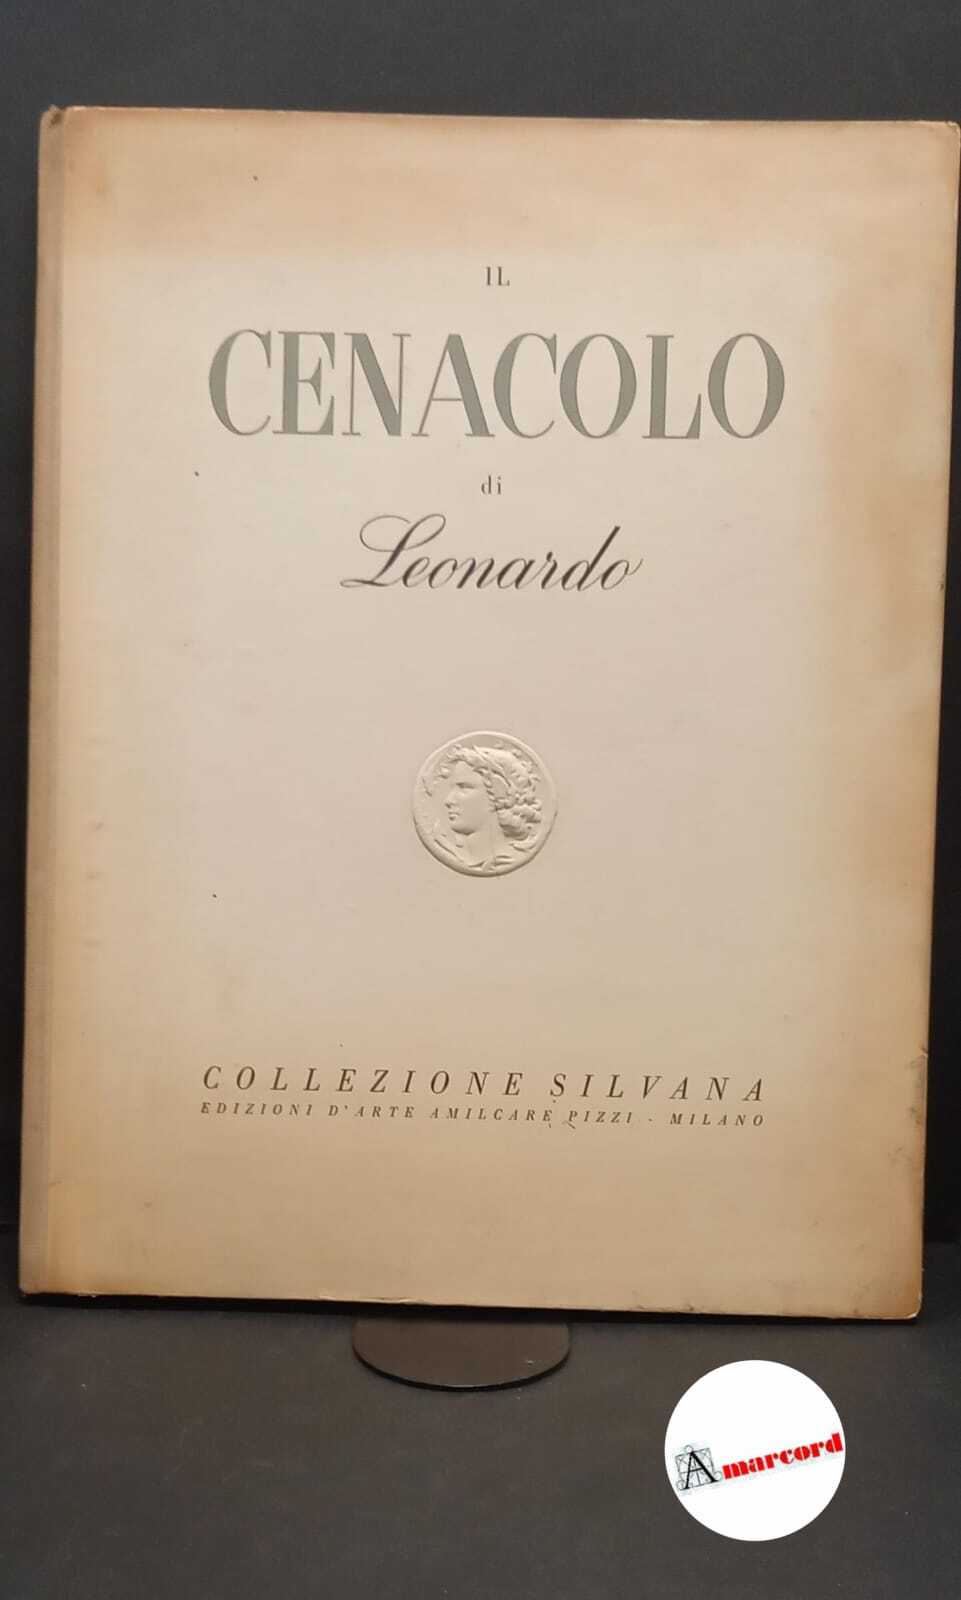 IL
CENACOLO
di
Leonardo
COLLEZIONE SILVANA
EDIZIONI D'ARTE AMILCARE PIZZI - MILANO
Amarcord